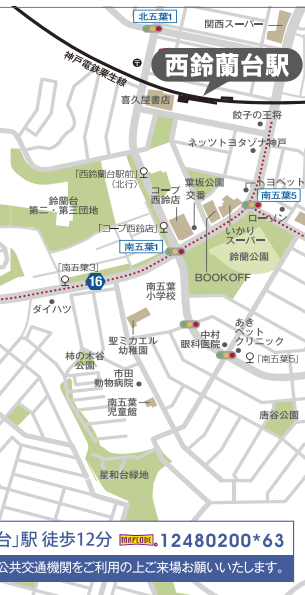 北五葉1
関西スーパー
神戸電鉄粟生線
西鈴蘭台駅
喜久屋書店
餃子の王将
ネッツトヨタゾナ神戸
「西鈴蘭台駅前」
(北行)
葉坂公園
交番
トヨペット
南五葉5
コープ
西鈴店
鈴蘭台
第二・第三団地
ローソン
「コープ西鈴店」
南五葉1
いかり
スーパー
鈴蘭公園
BOOKOFF
「南五葉3」
16
南五葉
小学校
ダイハツ
聖ミカエル
幼稚園
中村
眼科医院
あき
ペット
クリニック
「南五葉5」
柿の木谷
公園
市田
動物病院
南五葉
児童館
唐谷公園
星和台緑地
台」駅 徒歩12分 MAPCODE® 12480200*63
公共交通機関をご利用の上ご来場お願いいたします。